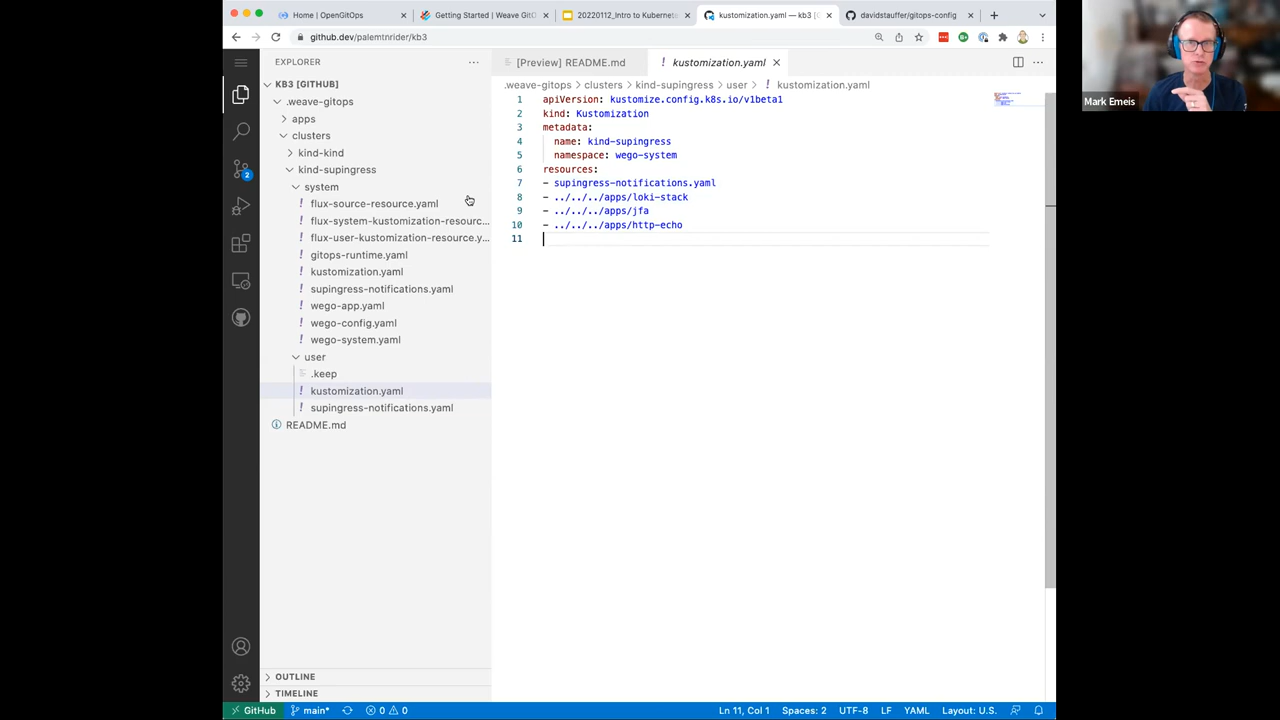 Home | OpenGitOps
Getting Started | Weave GitO
20220112_Intro to Kubernet
kustomization.yaml — kb3 [
davidstauffer/gitops-config
github.dev/palemtnrider/kb3
EXPLORER
KB3 [GITHUB]
.weave-gitops
apps
clusters
kind-kind
kind-supingress
system
flux-source-resource.yaml
flux-system-kustomization-resourc...
flux-user-kustomization-resource.y...
gitops-runtime.yaml
kustomization.yaml
supingress-notifications.yaml
wego-app.yaml
wego-config.yaml
wego-system.yaml
user
.keep
kustomization.yaml
supingress-notifications.yaml
README.md
OUTLINE
TIMELINE
2
[Preview] README.md
kustomization.yaml
.weave-gitops › clusters › kind-supingress › user › ! kustomization.yaml
1 apiVersion: kustomize.config.k8s.io/v1beta1
2 kind: Kustomization
3 metadata:
4 name: kind-supingress
5 namespace: wego-system
6 resources:
7 - supingress-notifications.yaml
8 - ../../../apps/loki-stack
9 - ../../../apps/jfa
10 - ../../../apps/http-echo
11
Mark Emeis
GitHub main* 0 0 Ln 11, Col 1 Spaces: 2 UTF-8 LF YAML Layout: U.S.